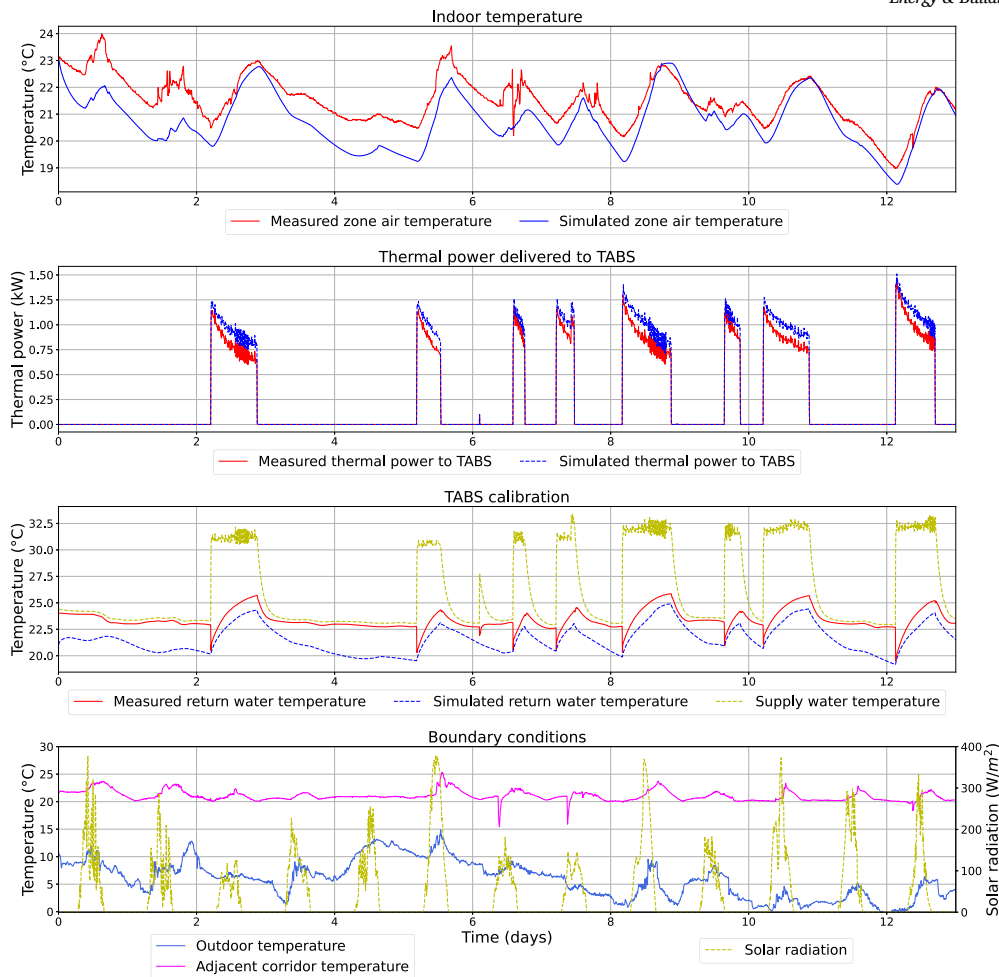 Energy & Build
Indoor temperature
Temperature (°C)
24
23
22
21
20
19
0 2 4 6 8 10 12
Measured zone air temperature Simulated zone air temperature
Thermal power delivered to TABS
Thermal power (kW)
1.50
1.25
1.00
0.75
0.50
0.25
0.00
0 2 4 6 8 10 12
Measured thermal power to TABS Simulated thermal power to TABS
TABS calibration
Temperature (°C)
32.5
30.0
27.5
25.0
22.5
20.0
0 2 4 6 8 10 12
Measured return water temperature Simulated return water temperature Supply water temperature
Boundary conditions
Temperature (°C)
30
25
20
15
10
5
0
400
300
200
100
0
Solar radiation (W/m²)
0 2 4 6 8 10 12
Time (days)
Outdoor temperature
Adjacent corridor temperature
Solar radiation